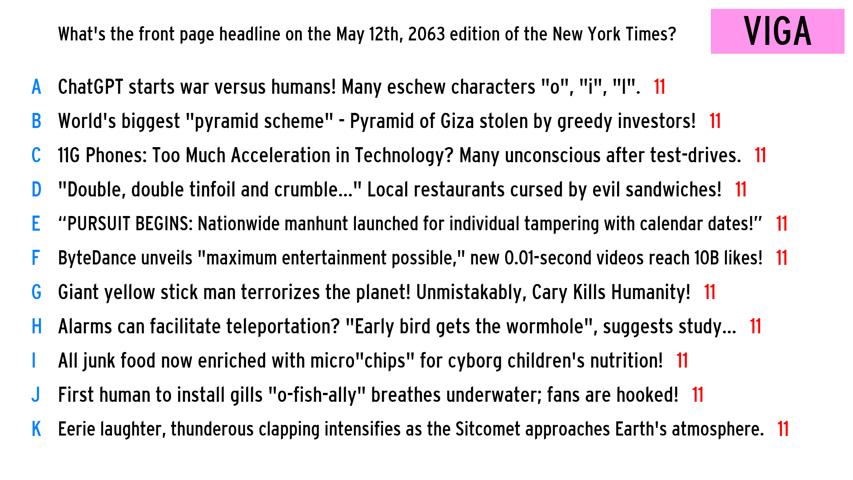 What's the front page headline on the May 12th, 2063 edition of the New York Times?
VIGA
A ChatGPT starts war versus humans! Many eschew characters "o", "i", "l". 11
B World's biggest "pyramid scheme" - Pyramid of Giza stolen by greedy investors! 11
C 11G Phones: Too Much Acceleration in Technology? Many unconscious after test-drives. 11
D "Double, double tinfoil and crumble..." Local restaurants cursed by evil sandwiches! 11
E “PURSUIT BEGINS: Nationwide manhunt launched for individual tampering with calendar dates!” 11
F ByteDance unveils "maximum entertainment possible," new 0.01-second videos reach 10B likes! 11
G Giant yellow stick man terrorizes the planet! Unmistakably, Cary Kills Humanity! 11
H Alarms can facilitate teleportation? "Early bird gets the wormhole", suggests study... 11
I All junk food now enriched with micro"chips" for cyborg children's nutrition! 11
J First human to install gills "o-fish-ally" breathes underwater; fans are hooked! 11
K Eerie laughter, thunderous clapping intensifies as the Sitcomet approaches Earth's atmosphere. 11